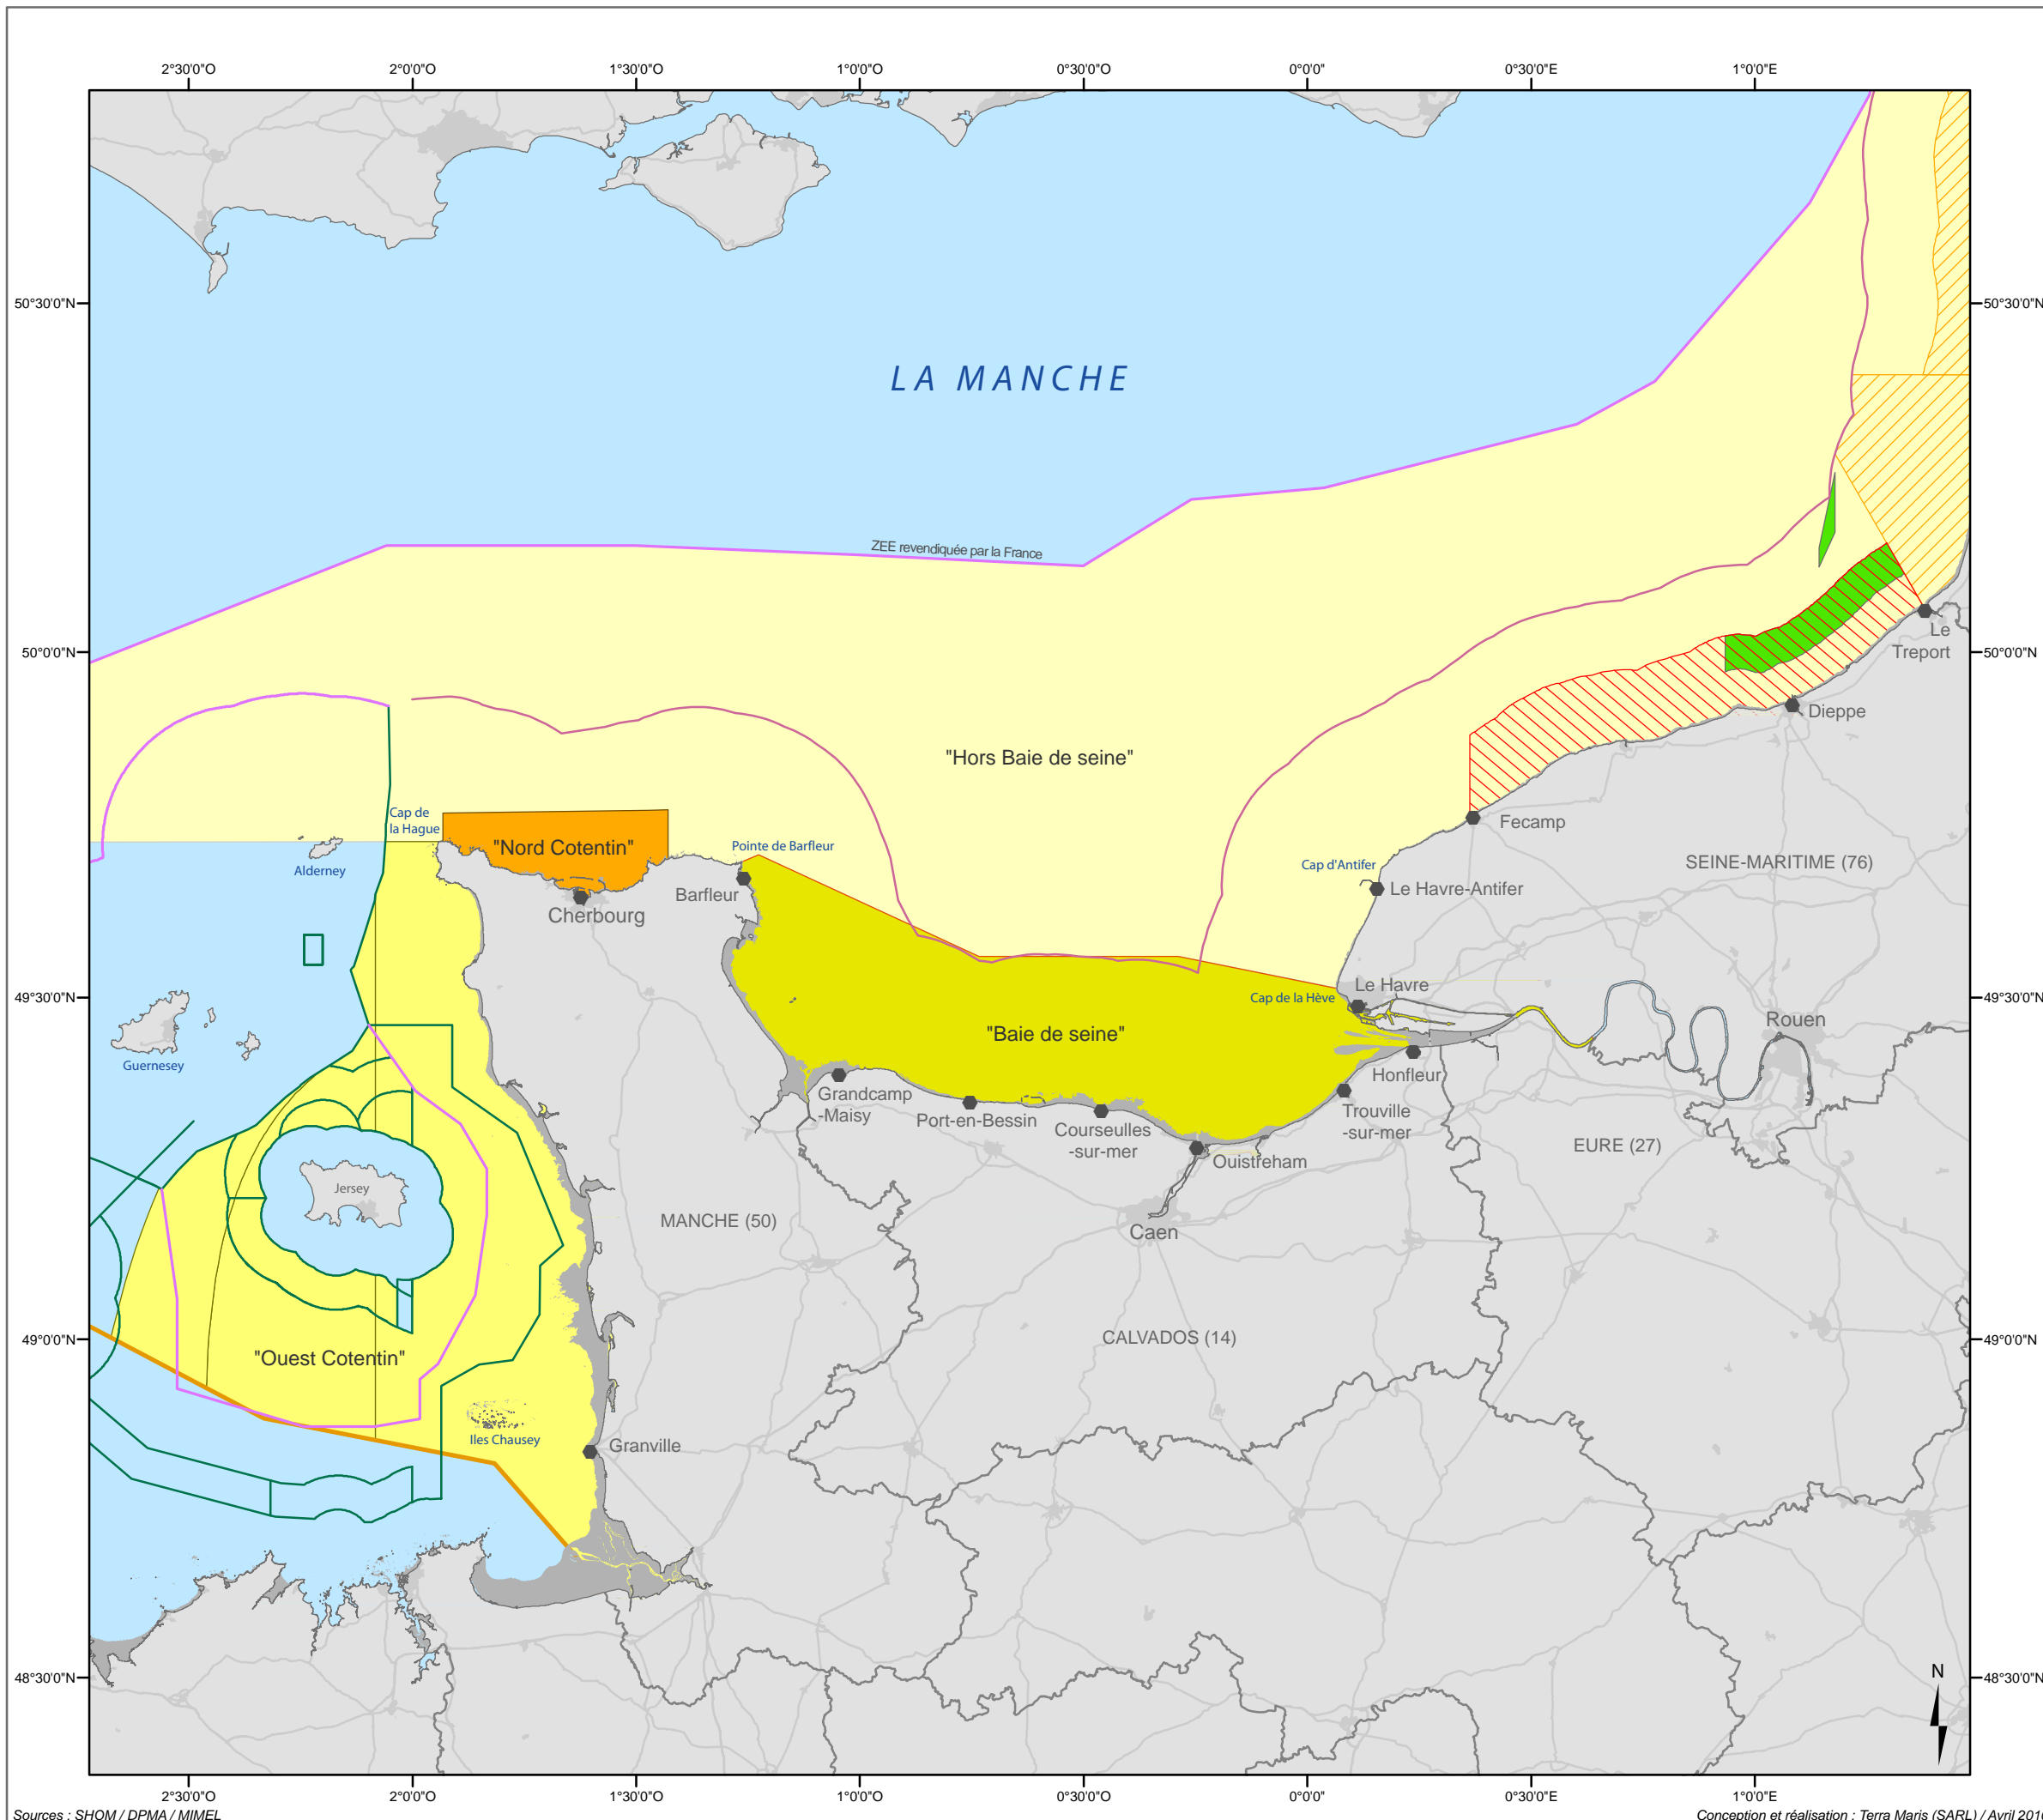 2°30'0"O 2°0'0"O 1°30'0"O 1°0'0"O 0°30'0"O 0°0'0" 0°30'0"E 1°0'0"E
50°30'0"N 50°30'0"N
LA MANCHE
ZEE revendiquée par la France
50°0'0"N 50°0'0"N
Le
Treport
Dieppe
"Hors Baie de seine"
Cap de
la Hague
Fecamp
"Nord Cotentin"
Pointe de Barfleur
Cap d'Antifer
SEINE-MARITIME (76)
Alderney
Le Havre-Antifer
Barfleur
Cherbourg
49°30'0"N 49°30'0"N
Cap de la Hève
Le Havre
Rouen
"Baie de seine"
Guernesey
Honfleur
Grandcamp
-Maisy
Port-en-Bessin
Courseulles
-sur-mer
Trouville
-sur-mer
EURE (27)
Ouistreham
Jersey
MANCHE (50)
Caen
49°0'0"N 49°0'0"N
CALVADOS (14)
"Ouest Cotentin"
Iles Chausey
Granville
48°30'0"N 48°30'0"N
N
2°30'0"O 2°0'0"O 1°30'0"O 1°0'0"O 0°30'0"O 0°0'0" 0°30'0"E 1°0'0"E
Sources : SHOM / DPMA / MIMEL
Conception et réalisation : Terra Maris (SARL) / Avril